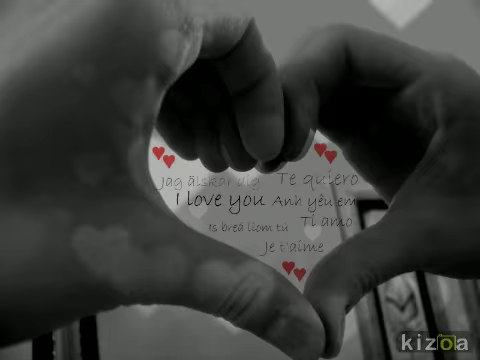 Jag älskar dig Te quiero
I love you Anh yêu em
Is breá liom tú Ti amo
Je t'aime
kizoa